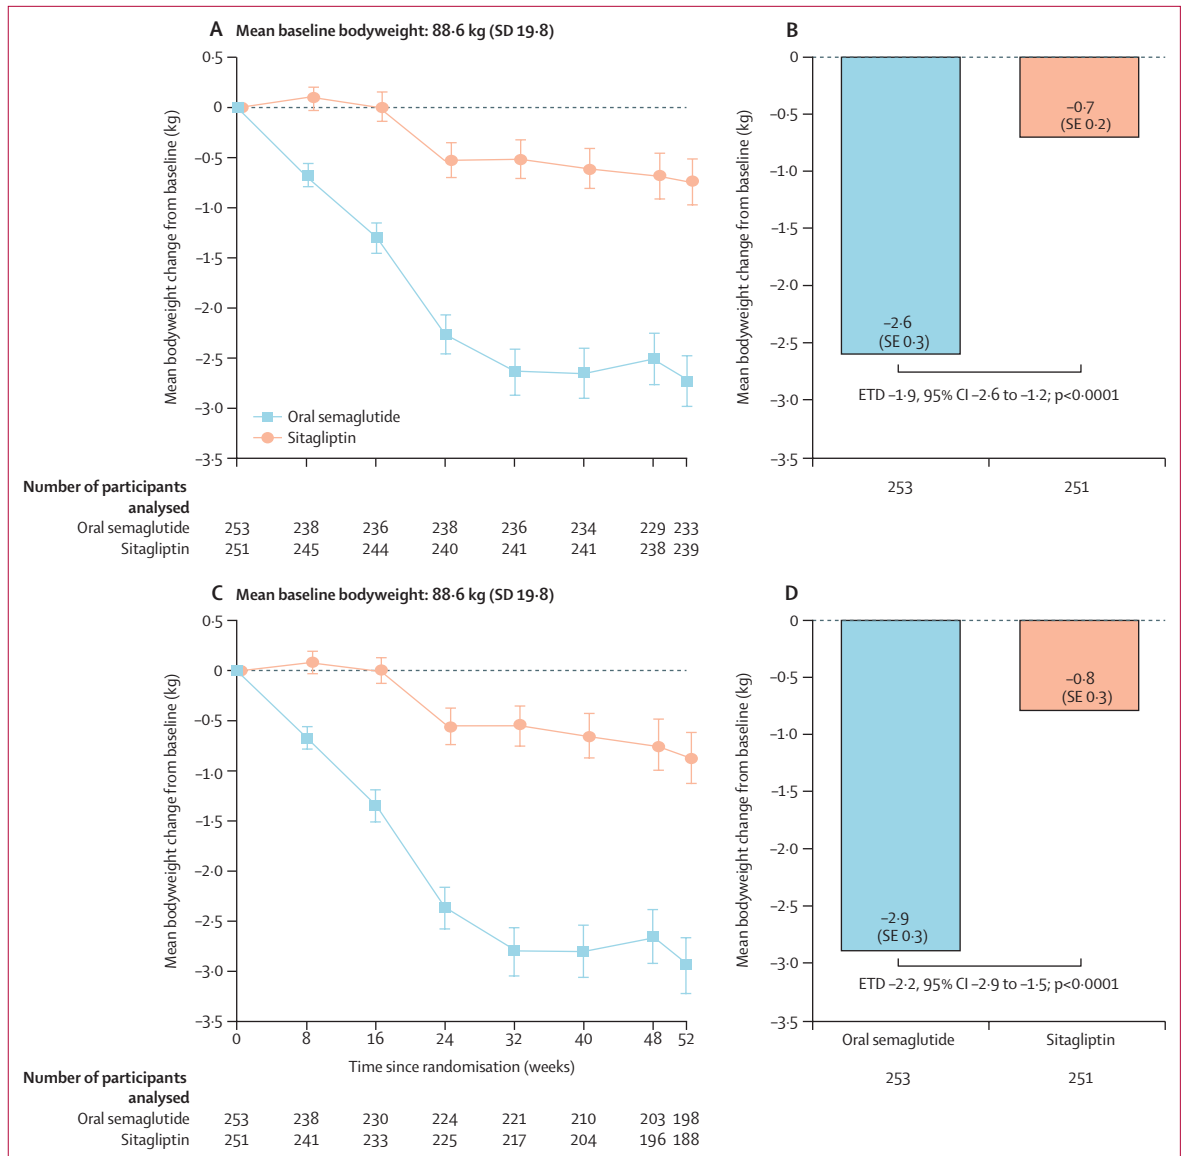 A Mean baseline bodyweight: 88·6 kg (SD 19·8)
Mean bodyweight change from baseline (kg)
0·5
0
–0·5
–1·0
–1·5
–2·0
–2·5
–3·0
–3·5
Oral semaglutide
Sitagliptin
Number of participants
analysed
Oral semaglutide 253 238 236 238 236 234 229 233
Sitagliptin 251 245 244 240 241 241 238 239
B
Mean bodyweight change from baseline (kg)
0
–0·5
–1·0
–1·5
–2·0
–2·5
–3·0
–3·5
–2·6
(SE 0·3)
–0·7
(SE 0·2)
ETD –1·9, 95% CI –2·6 to –1·2; p<0·0001
253 251
C Mean baseline bodyweight: 88·6 kg (SD 19·8)
Mean bodyweight change from baseline (kg)
0·5
0
–0·5
–1·0
–1·5
–2·0
–2·5
–3·0
–3·5
0 8 16 24 32 40 48 52
Time since randomisation (weeks)
Number of participants
analysed
Oral semaglutide 253 238 230 224 221 210 203 198
Sitagliptin 251 241 233 225 217 204 196 188
D
Mean bodyweight change from baseline (kg)
0
–0·5
–1·0
–1·5
–2·0
–2·5
–3·0
–3·5
–2·9
(SE 0·3)
–0·8
(SE 0·3)
ETD –2·2, 95% CI –2·9 to –1·5; p<0·0001
Oral semaglutide Sitagliptin
253 251